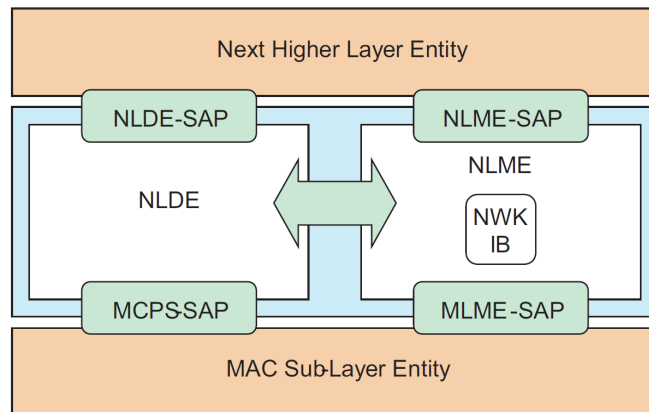 Next Higher Layer Entity
NLDE-SAP
NLME-SAP
NLME
NLDE
NWK
IB
MCPS-SAP
MLME-SAP
MAC Sub-Layer Entity